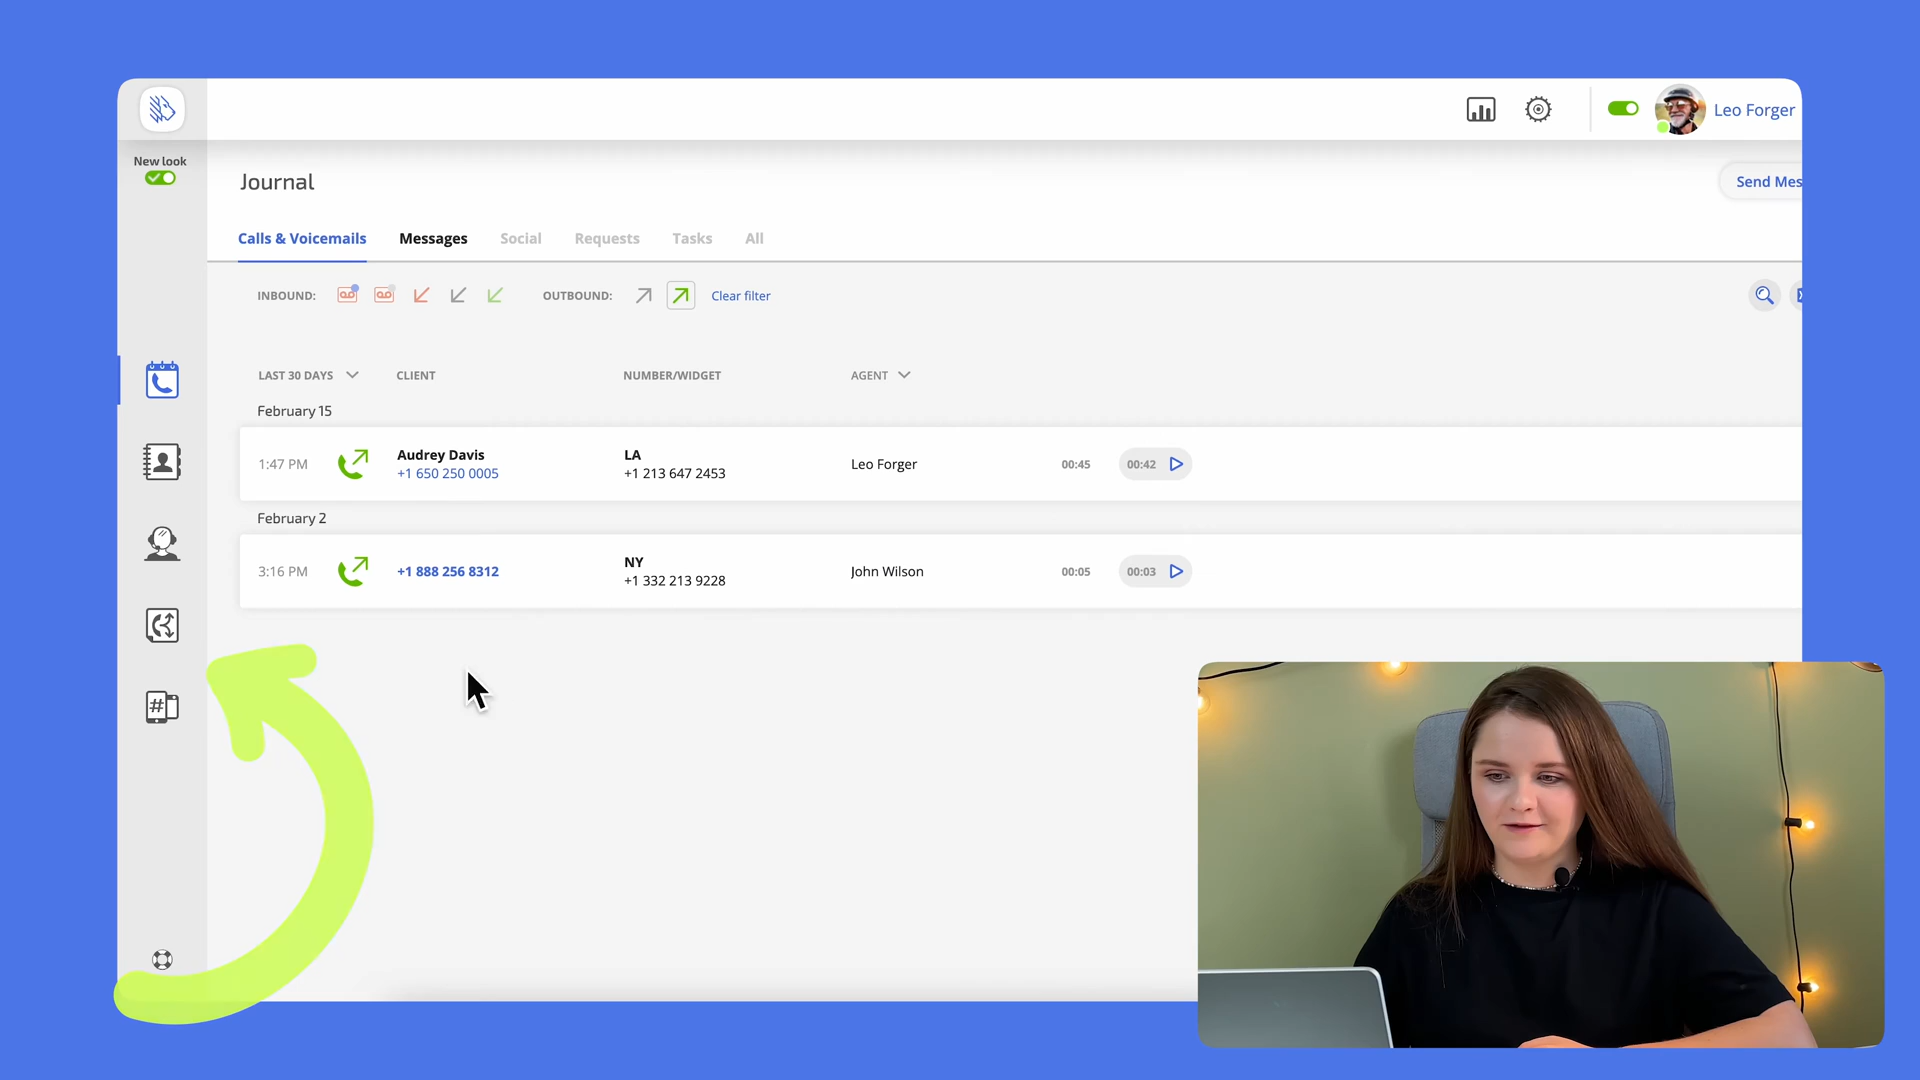 Leo Forger
New look
Journal
Send Mes
Calls & Voicemails Messages Social Requests Tasks All
INBOUND: OUTBOUND: Clear filter
LAST 30 DAYS CLIENT NUMBER/WIDGET AGENT
February 15
1:47 PM Audrey Davis LA Leo Forger 00:45 00:42
+1 650 250 0005 +1 213 647 2453
February 2
3:16 PM +1 888 256 8312 NY John Wilson 00:05 00:03
+1 332 213 9228
#